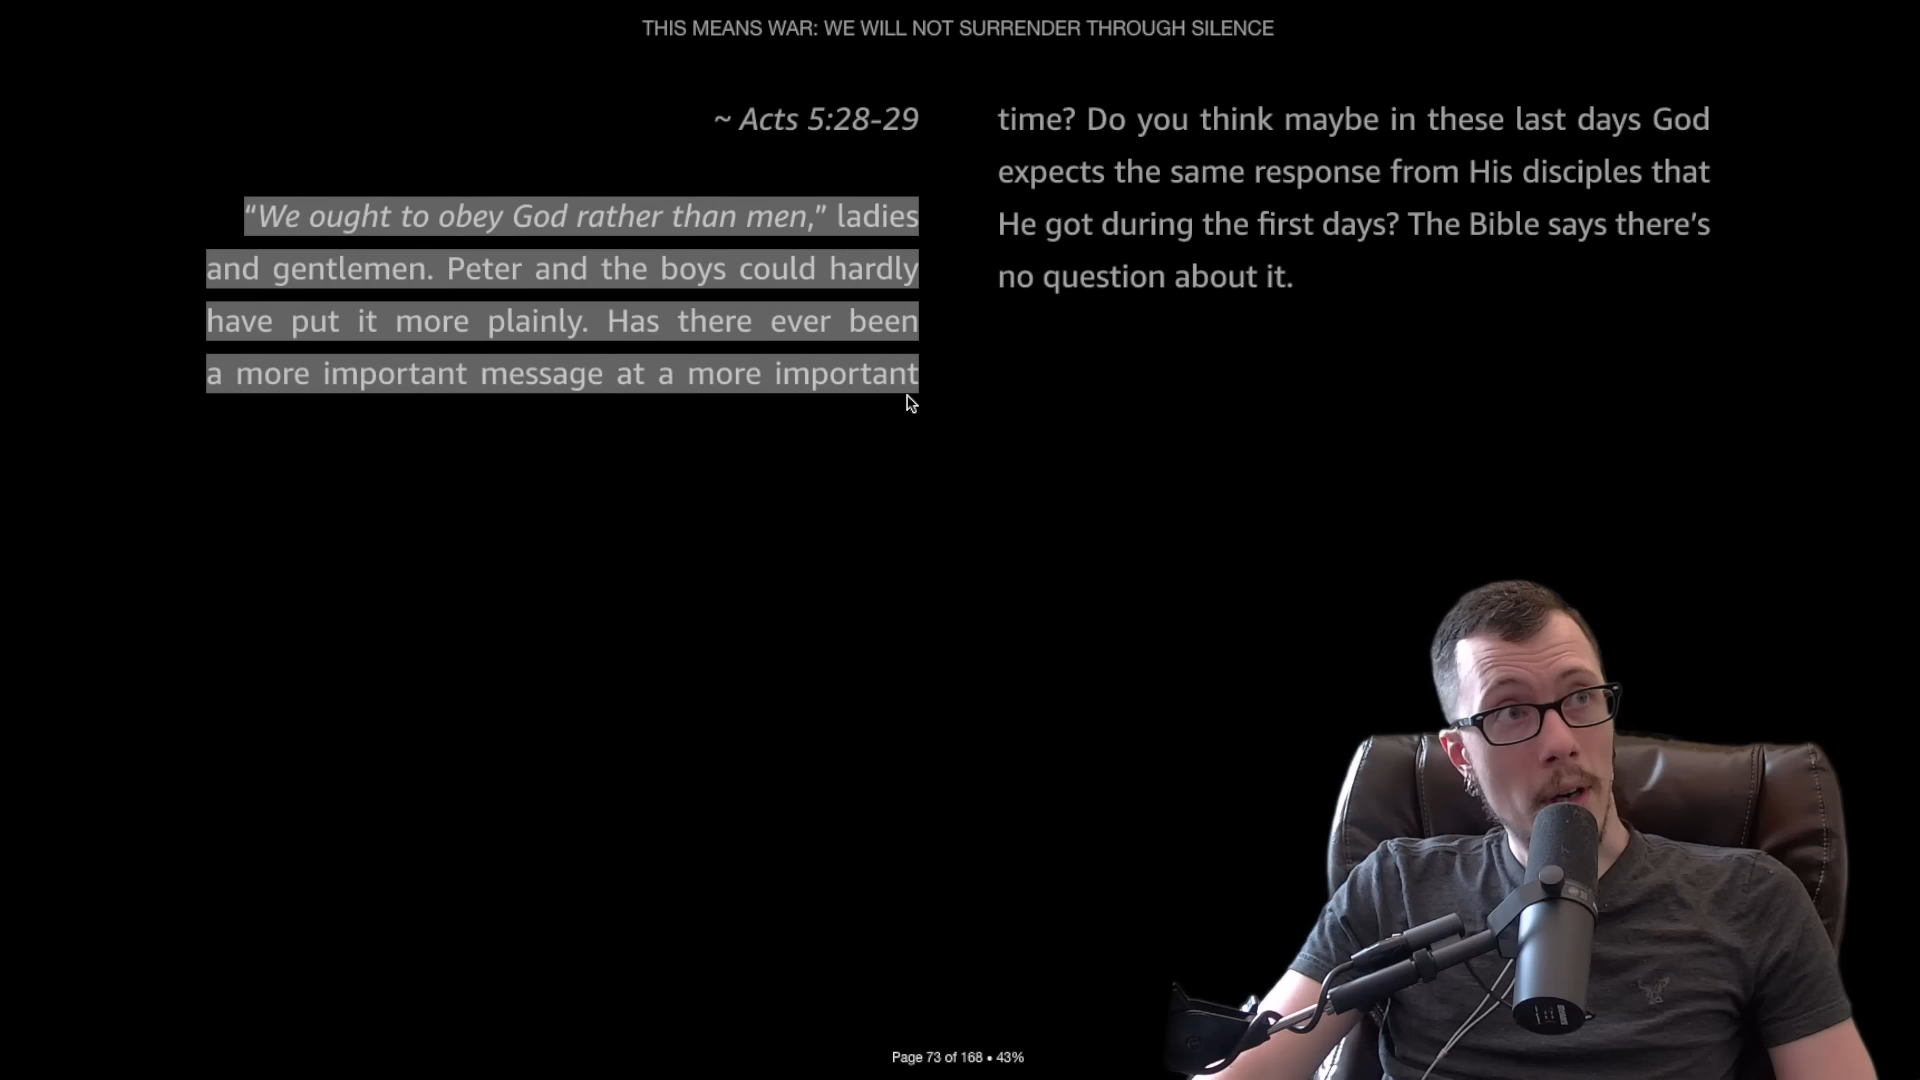 THIS MEANS WAR: WE WILL NOT SURRENDER THROUGH SILENCE
~ Acts 5:28-29
“We ought to obey God rather than men,” ladies
and gentlemen. Peter and the boys could hardly
have put it more plainly. Has there ever been
a more important message at a more important
time? Do you think maybe in these last days God
expects the same response from His disciples that
He got during the first days? The Bible says there’s
no question about it.
Page 73 of 168 • 43%